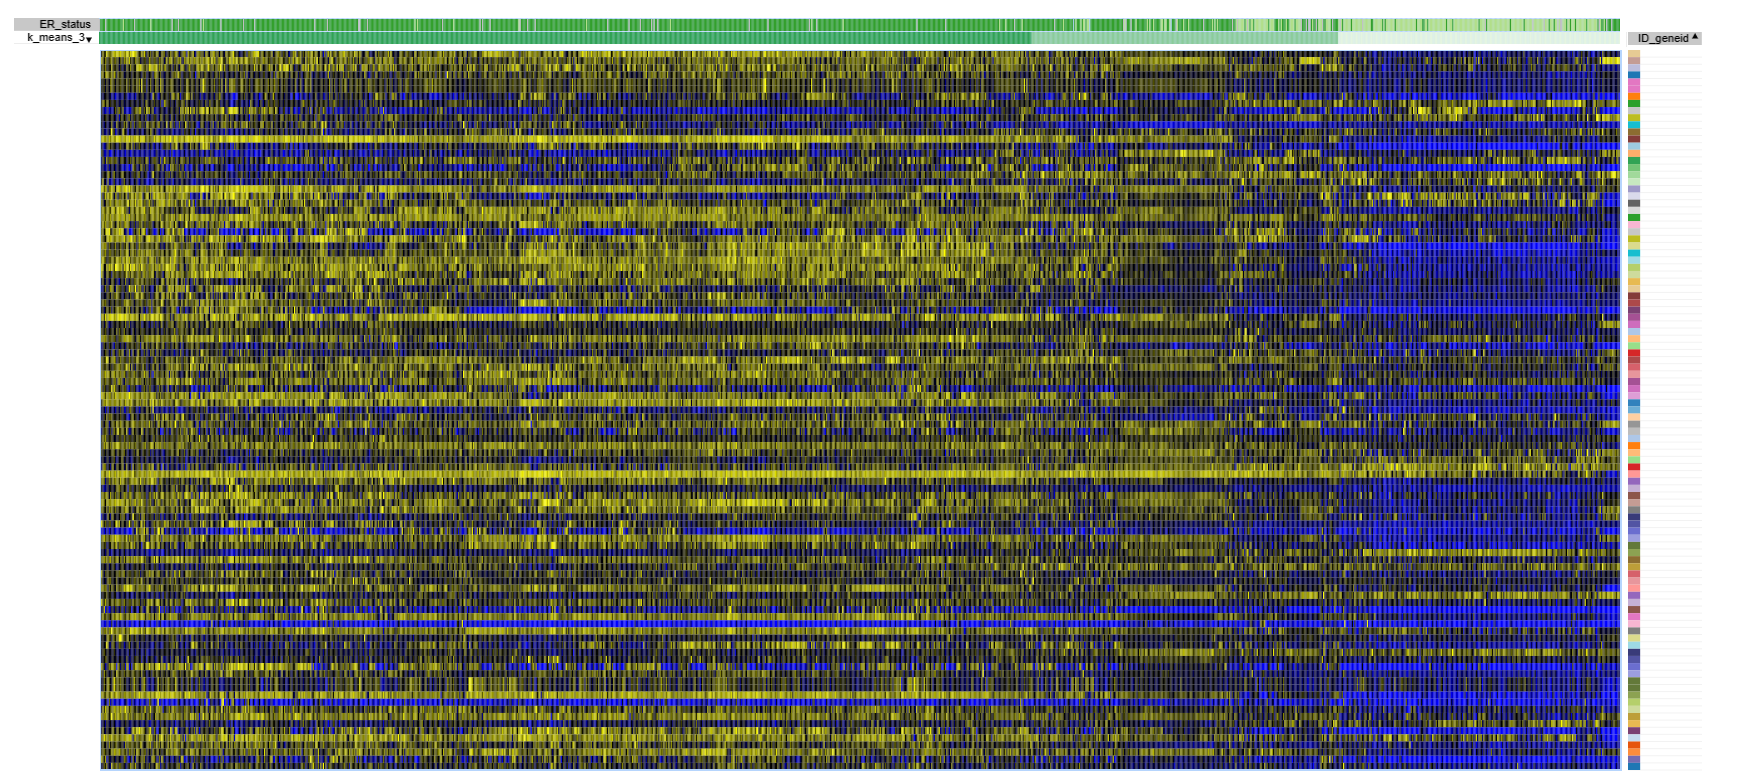 ER_status
k_means_3▼
ID_geneid ▲